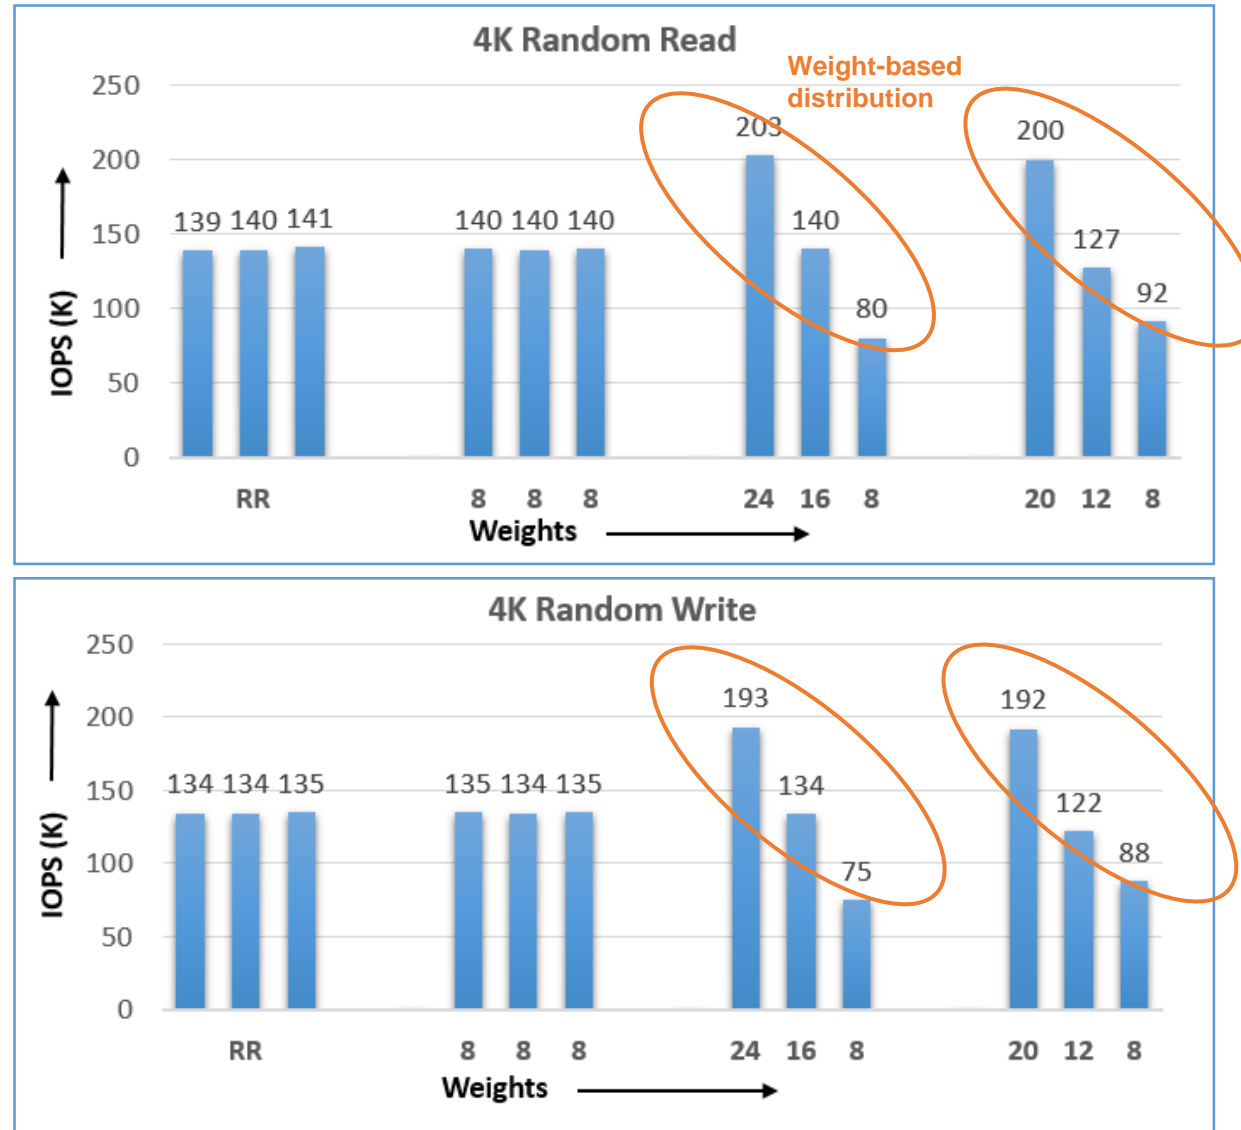 4K Random Read
Weight-based
distribution
250
200
150
100
50
0
IOPS (K)
139 140 141
140 140 140
203
140
80
200
127
92
RR
8 8 8
24 16 8
20 12 8
Weights
4K Random Write
250
200
150
100
50
0
IOPS (K)
134 134 135
135 134 135
193
134
75
192
122
88
RR
8 8 8
24 16 8
20 12 8
Weights